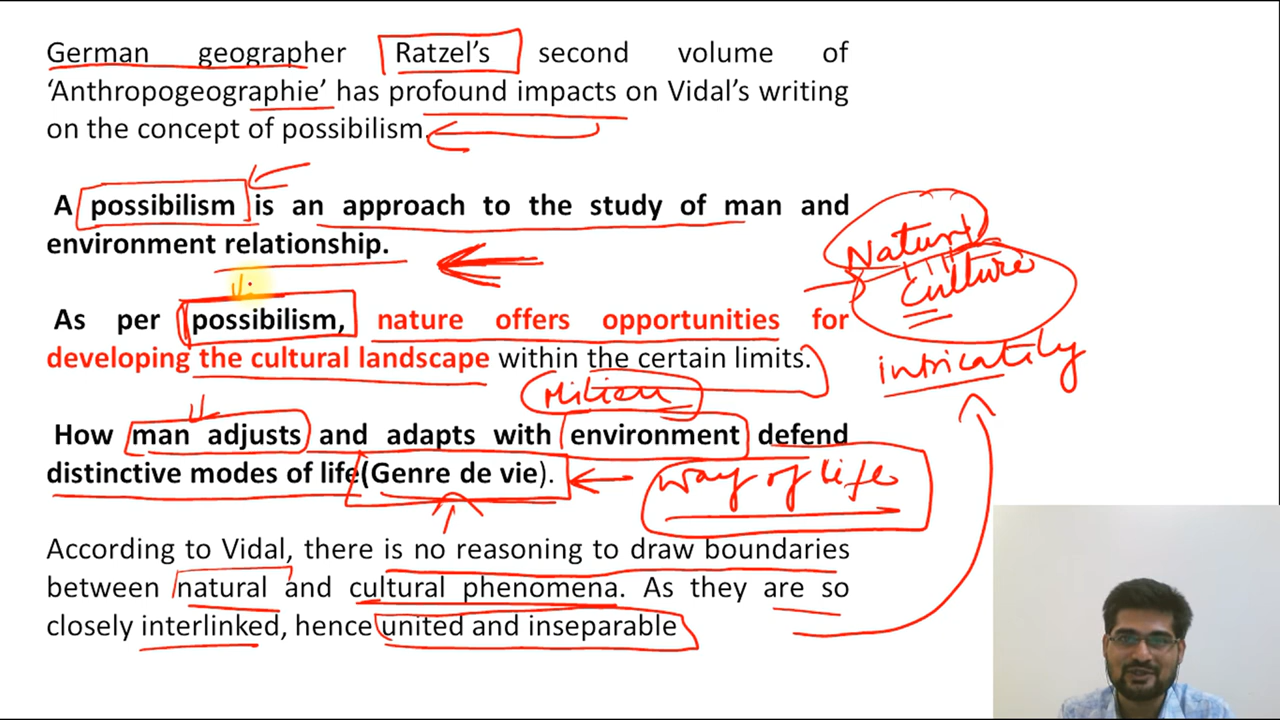 German geographer Ratzel's second volume of
'Anthropogeographie' has profound impacts on Vidal's writing
on the concept of possibilism.
A possibilism is an approach to the study of man and
environment relationship.
Nature
Culture
As per possibilism, nature offers opportunities for
developing the cultural landscape within the certain limits.
intricatily
Milieu
How man adjusts and adapts with environment defend
distinctive modes of life(Genre de vie).
way of life
According to Vidal, there is no reasoning to draw boundaries
between natural and cultural phenomena. As they are so
closely interlinked, hence united and inseparable